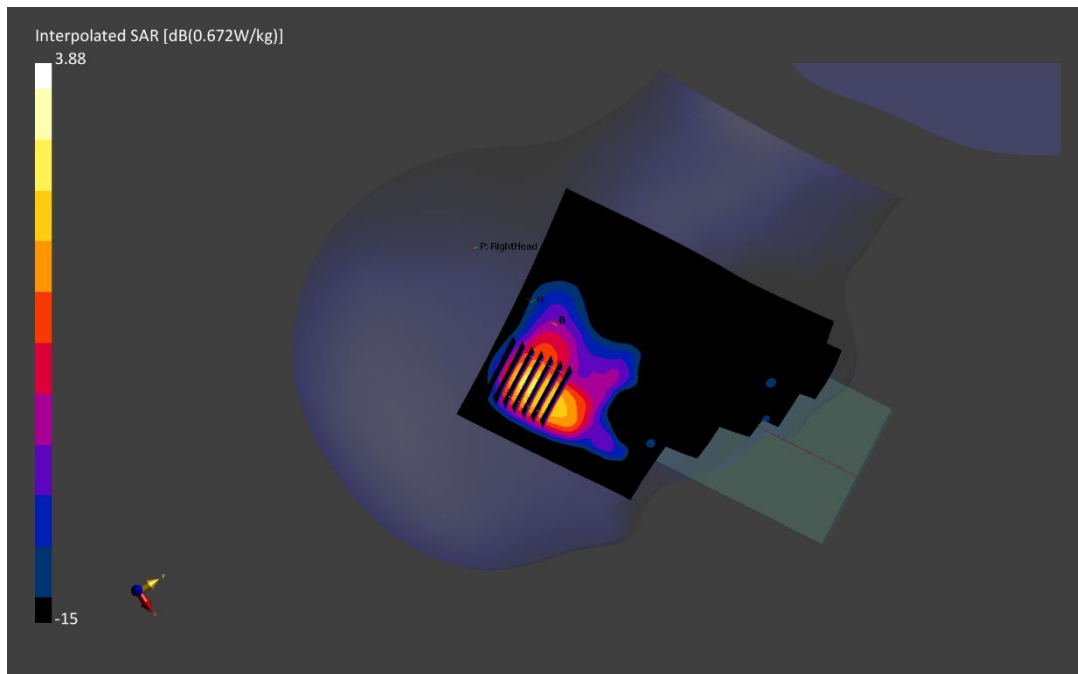 Interpolated SAR [dB(0.672W/kg)]
3.88
P: RightHead
H
B
-15